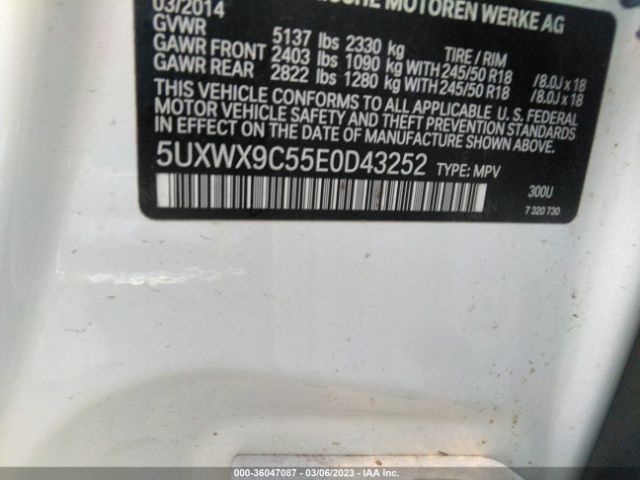 MOTOREN WERKE AG
03/2014
GVWR 5137 lbs 2330 kg
GAWR FRONT 2403 lbs 1090 kg WITH 245/50 R18 /8.0J x 18
GAWR REAR 2822 lbs 1280 kg WITH 245/50 R18 /8.0J x 18
TIRE / RIM
THIS VEHICLE CONFORMS TO ALL APPLICABLE U. S. FEDERAL
MOTOR VEHICLE SAFETY AND THEFT PREVENTION STANDARDS
IN EFFECT ON THE DATE OF MANUFACTURE SHOWN ABOVE.
5UXWX9C55E0D43252 TYPE: MPV
300U
7 320 730
000-36047087 - 03/06/2023 - IAA Inc.